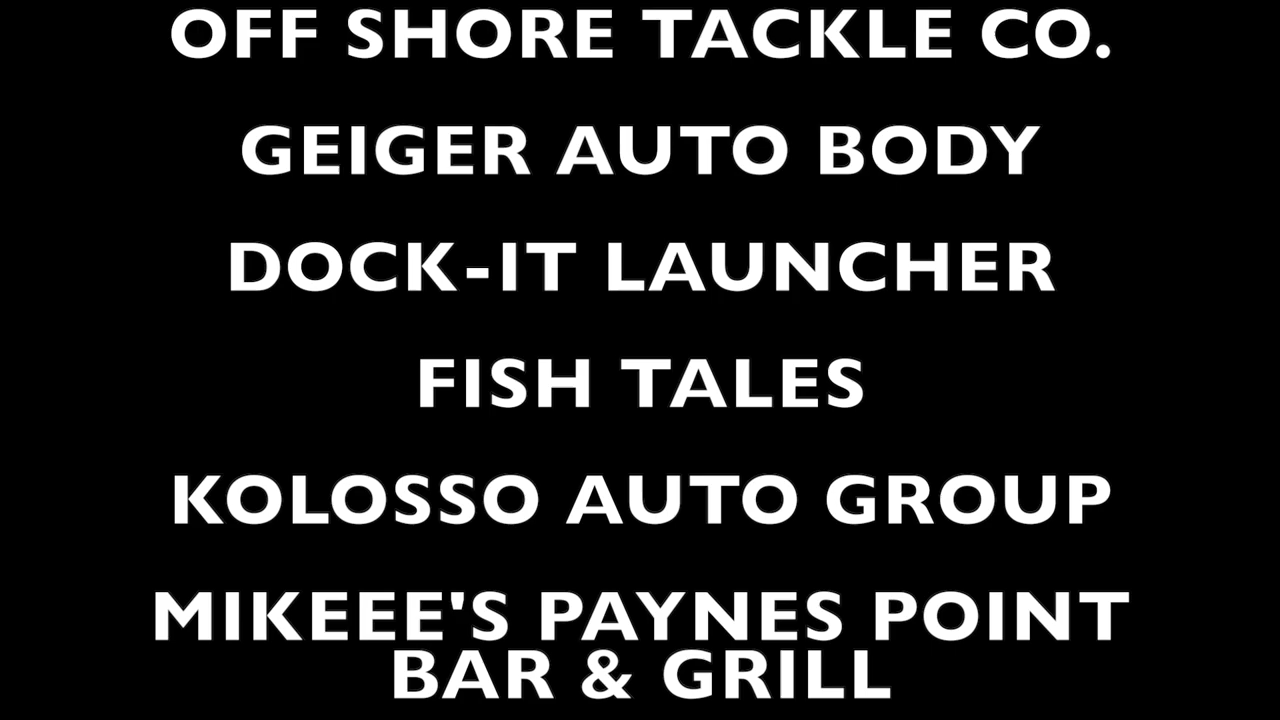 OFF SHORE TACKLE CO.
GEIGER AUTO BODY
DOCK-IT LAUNCHER
FISH TALES
KOLOSSO AUTO GROUP
MIKEEE'S PAYNES POINT
BAR & GRILL